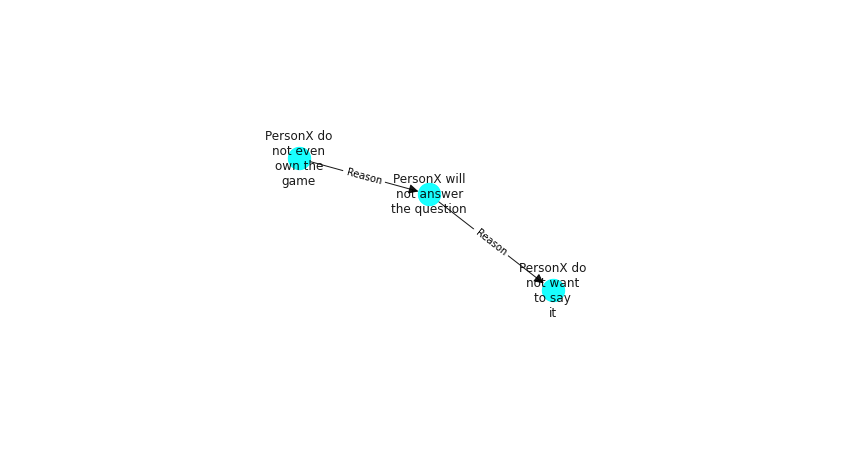 PersonX do
not even
own the
game
Reason
PersonX will
not answer
the question
Reason
PersonX do
not want
to say
it